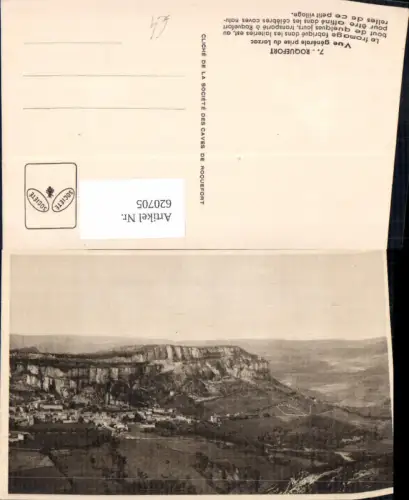 7. - ROQUEFORT
Vue générale prise du Larzac
Le fromage fabriqué dans les laiteries est, au
bout de quelques jours, transporté à Roquefort
pour être affiné dans les célèbres caves natu-
relles de ce petit village.
CLICHÉ DE LA SOCIÉTÉ DES CAVES DE ROQUEFORT
SOCIÉTÉ
SOCIÉTÉ
Artikel Nr.
620705